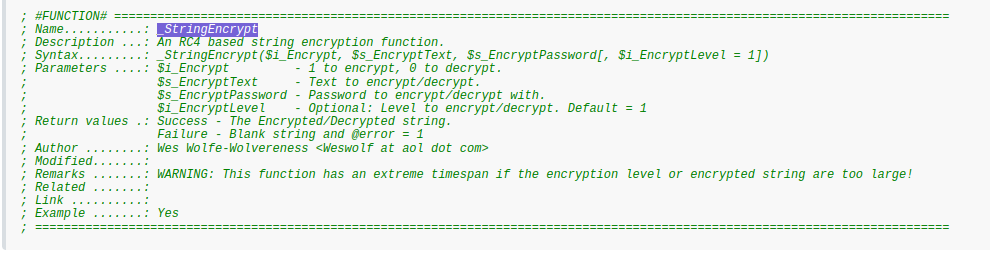 ; #FUNCTION# ====================================================================================================================
; Name...........: _StringEncrypt
; Description ...: An RC4 based string encryption function.
; Syntax.........: _StringEncrypt($i_Encrypt, $s_EncryptText, $s_EncryptPassword[, $i_EncryptLevel = 1])
; Parameters ....: $i_Encrypt         - 1 to encrypt, 0 to decrypt.
;                  $s_EncryptText     - Text to encrypt/decrypt.
;                  $s_EncryptPassword - Password to encrypt/decrypt with.
;                  $i_EncryptLevel    - Optional: Level to encrypt/decrypt. Default = 1
; Return values .: Success - The Encrypted/Decrypted string.
;                  Failure - Blank string and @error = 1
; Author ........: Wes Wolfe-Wolvereness <Weswolf at aol dot com>
; Modified.......:
; Remarks .......: WARNING: This function has an extreme timespan if the encryption level or encrypted string are too large!
; Related .......:
; Link ..........:
; Example .......: Yes
; ===============================================================================================================================